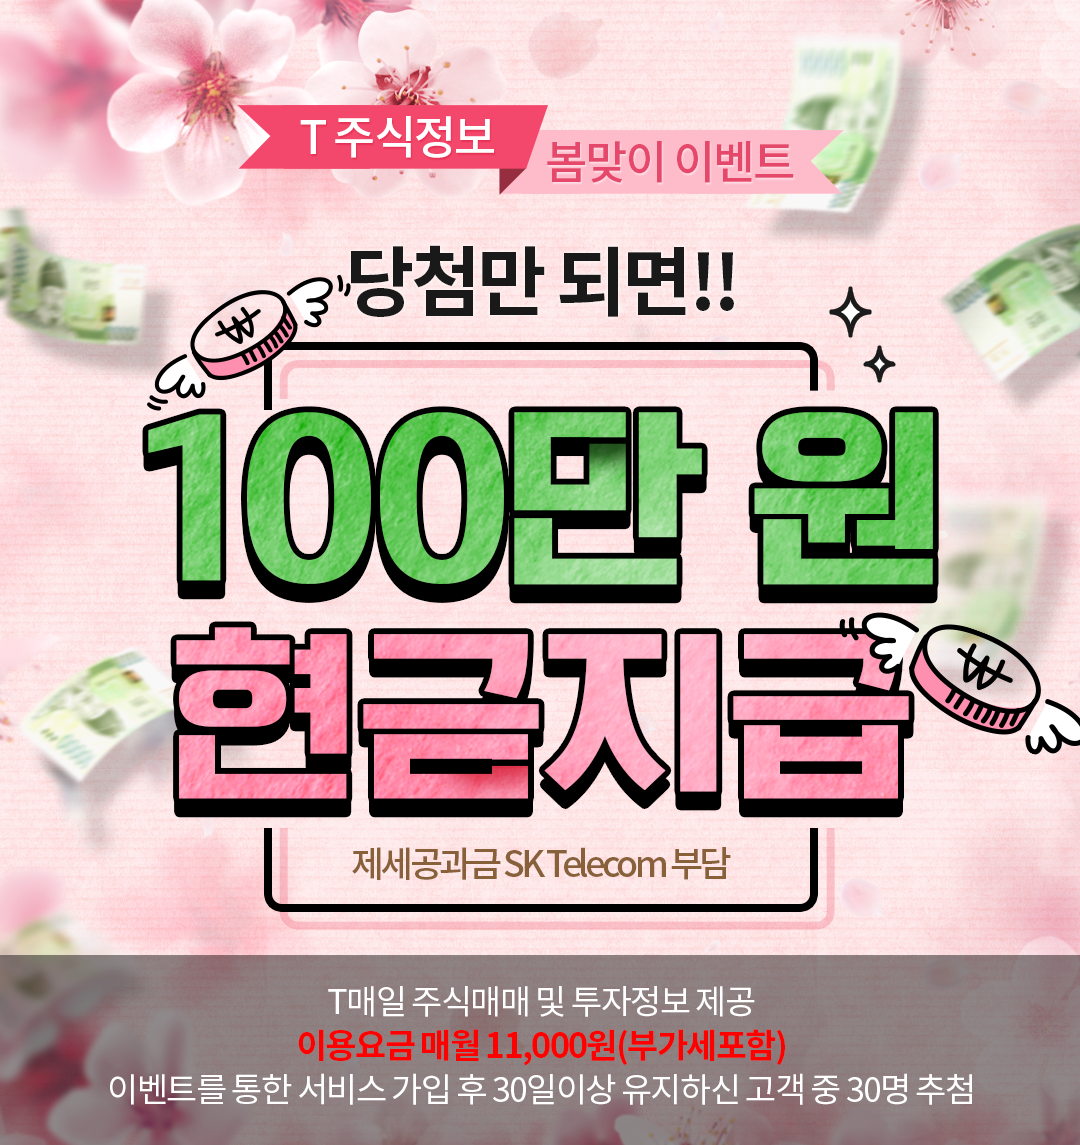 T 주식정보
봄맞이 이벤트
당첨만 되면!!
₩
100만 원
현금지급
₩
제세공과금 SK Telecom 부담
T매일 주식매매 및 투자정보 제공
이용요금 매월 11,000원(부가세포함)
이벤트를 통한 서비스 가입 후 30일이상 유지하신 고객 중 30명 추첨